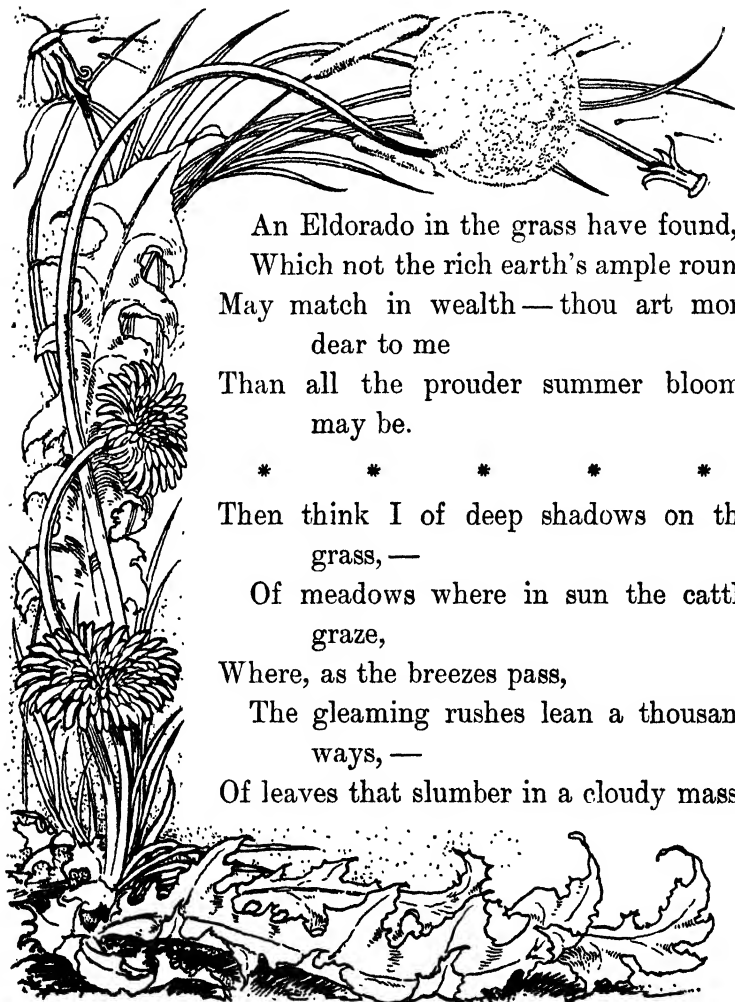 An Eldorado in the grass have found,
Which not the rich earth's ample roun
May match in wealth — thou art mor
dear to me
Than all the prouder summer bloom
may be.
* * * * *
Then think I of deep shadows on th
grass, —
Of meadows where in sun the cattl
graze,
Where, as the breezes pass,
The gleaming rushes lean a thousan
ways, —
Of leaves that slumber in a cloudy mass